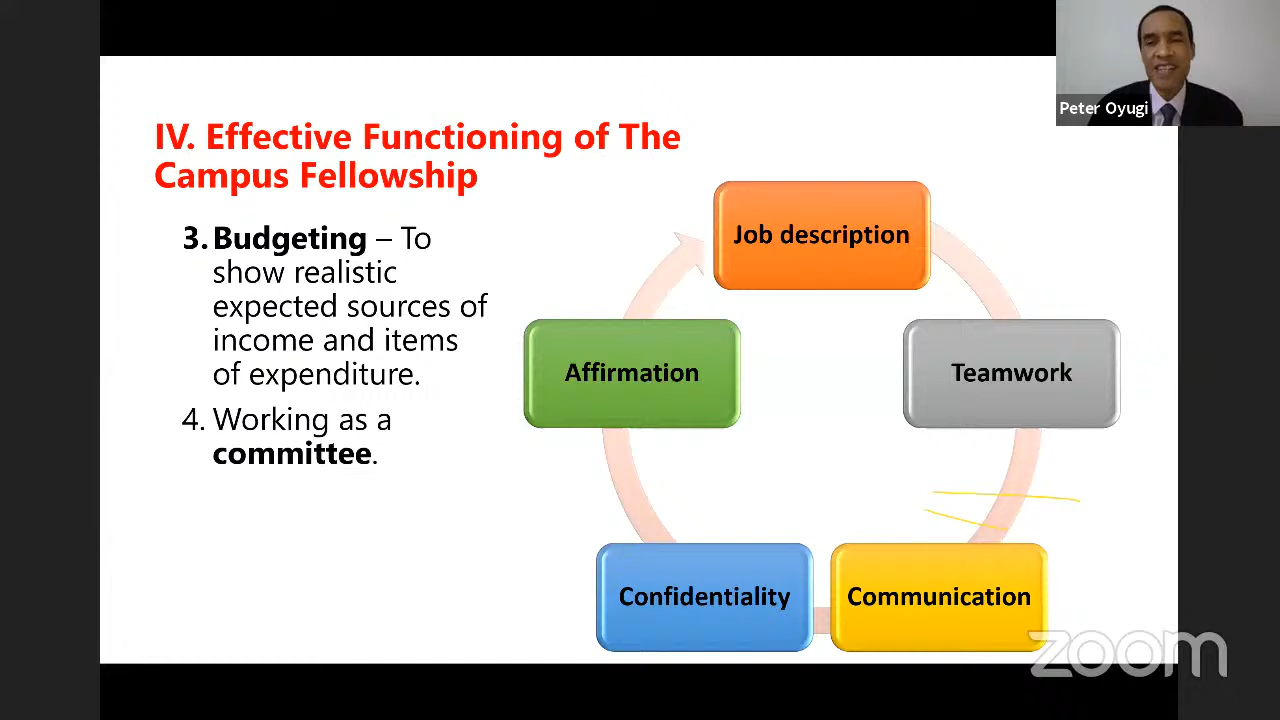 Peter Oyugi
IV. Effective Functioning of The
Campus Fellowship
3. Budgeting – To
show realistic
expected sources of
income and items
of expenditure.
4. Working as a
committee.
Job description
Teamwork
Communication
Confidentiality
Affirmation
zoom